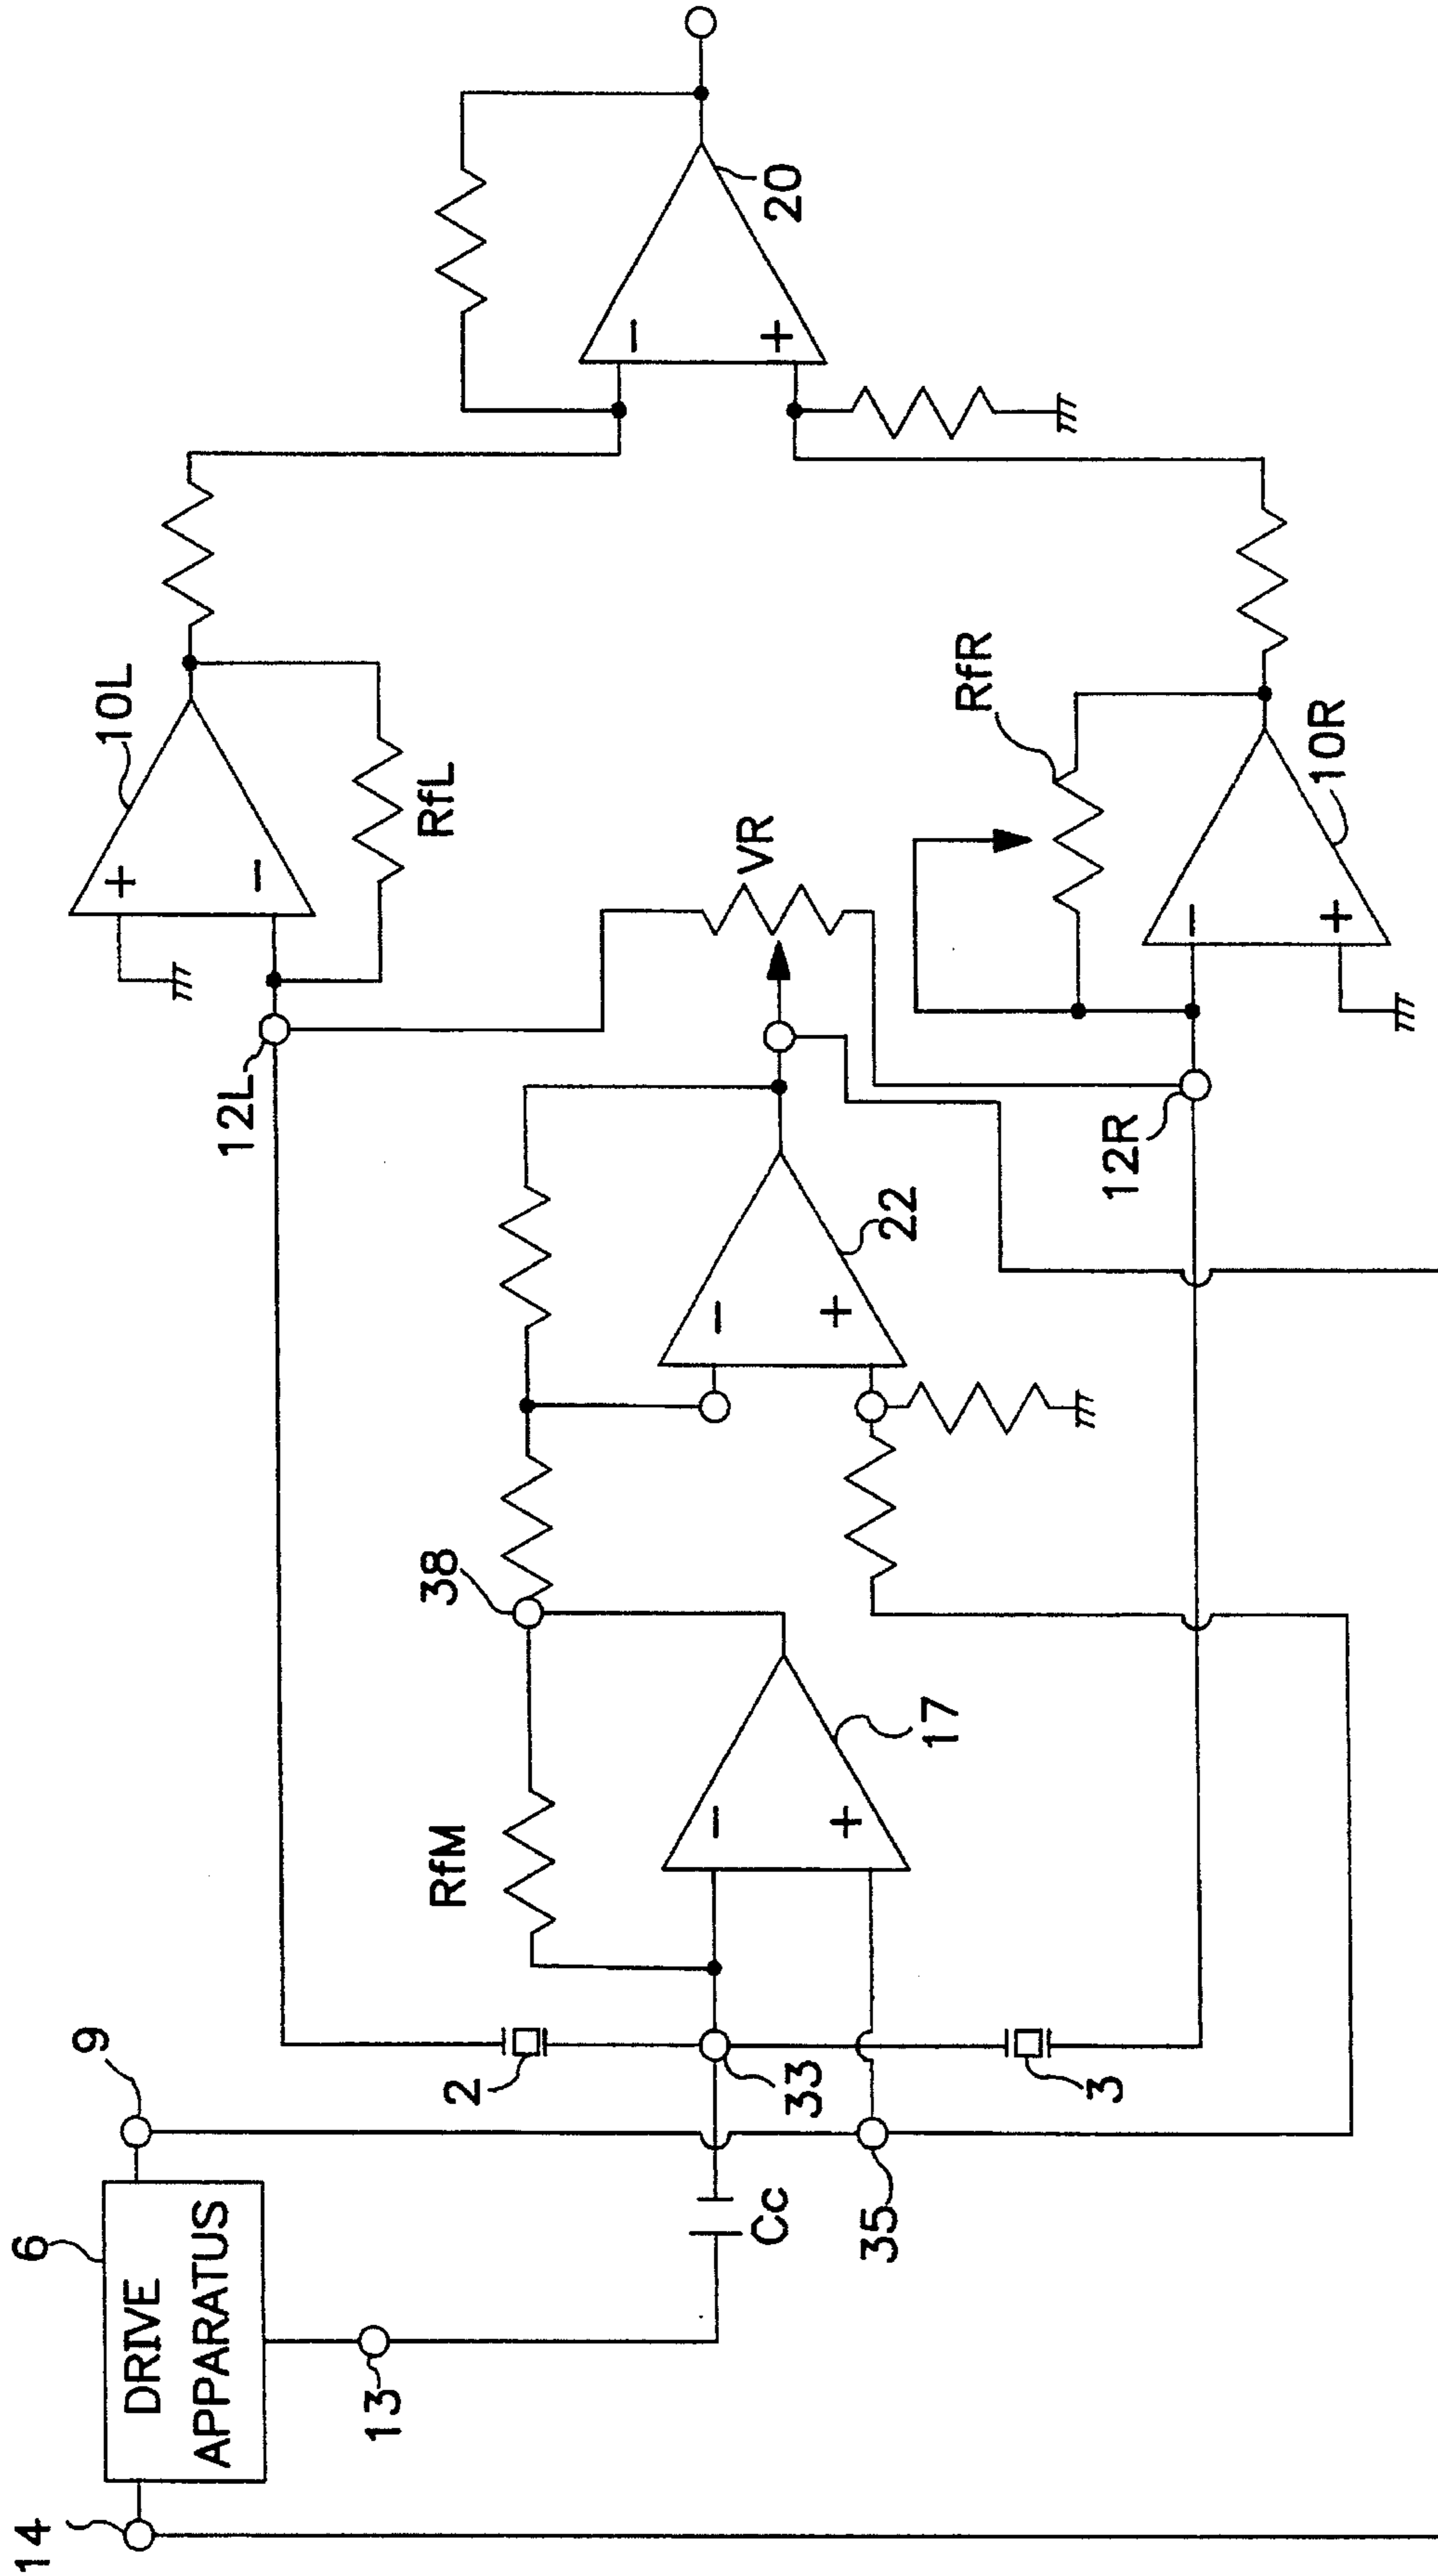 14
6
9
DRIVE
APPARATUS
13
Cc
35
2
33
3
RfM
−
+
17
38
−
+
22
12L
12R
+
−
10L
RfL
VR
RfR
−
+
10R
−
+
20